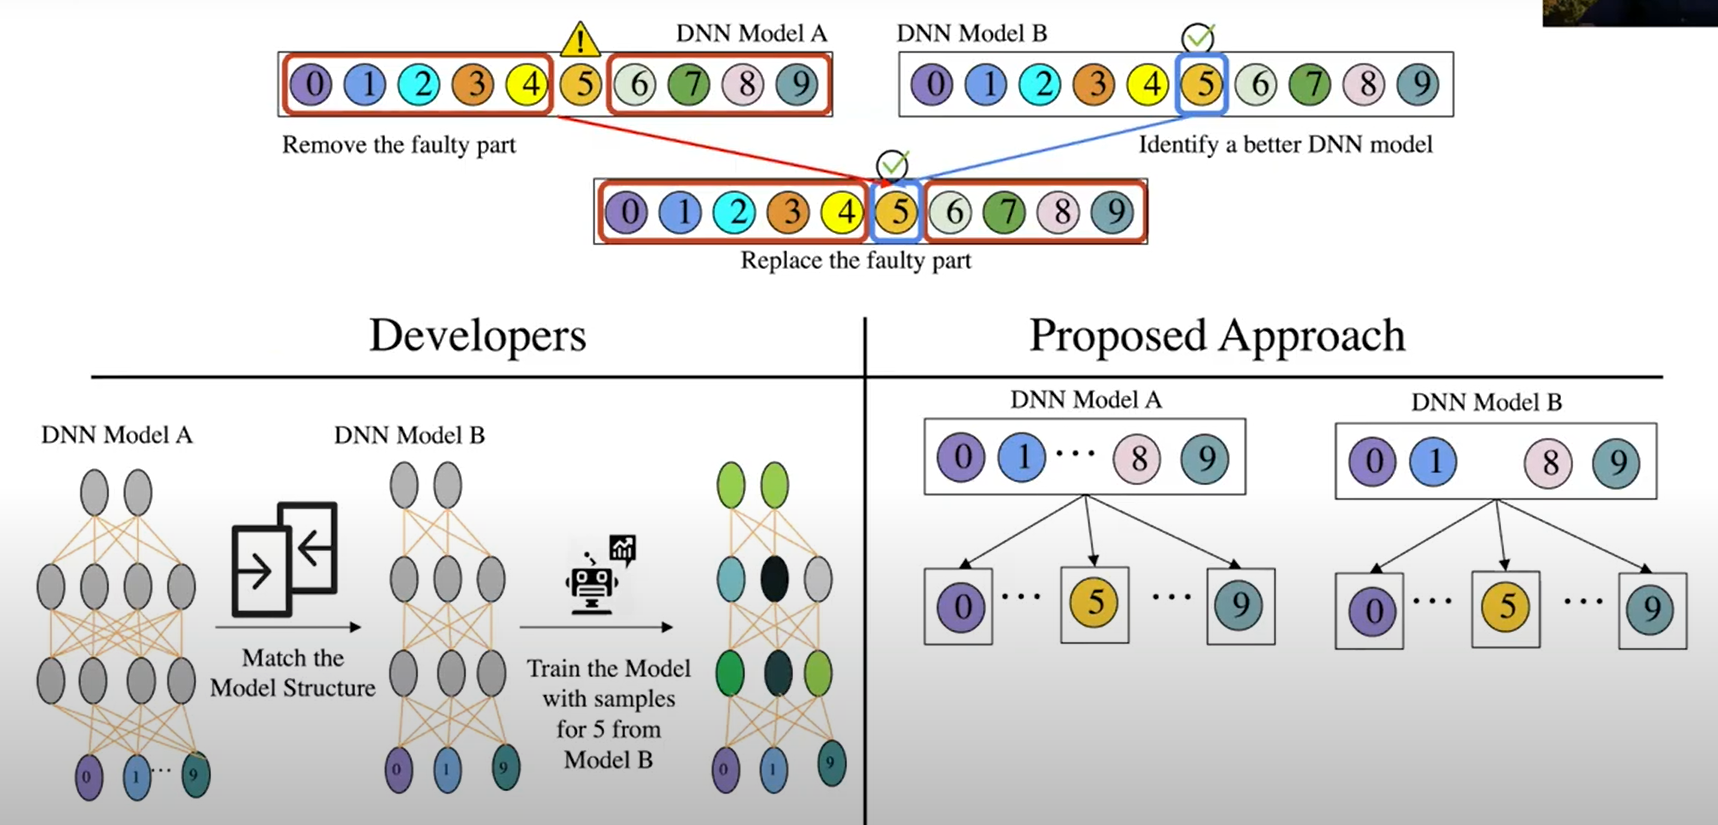 DNN Model A
DNN Model B
0 1 2 3 4 5 6 7 8 9
0 1 2 3 4 5 6 7 8 9
Remove the faulty part
Identify a better DNN model
0 1 2 3 4 5 6 7 8 9
Replace the faulty part
Developers
Proposed Approach
DNN Model A
DNN Model B
Match the
Model Structure
Train the Model
with samples
for 5 from
Model B
0 1 ... 9
0 1 9
0 1 9
DNN Model A
0 1 ... 8 9
0 ... 5 ... 9
DNN Model B
0 1 8 9
0 ... 5 ... 9